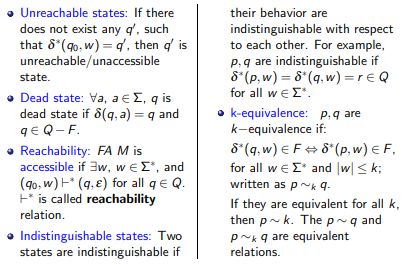 • Unreachable states: If there
does not exist any q′, such
that δ*(q₀, w) = q′, then q′ is
unreachable/unaccessible
state.
• Dead state: ∀a, a ∈ Σ, q is
dead state if δ(q, a) = q and
q ∈ Q − F.
• Reachability: FA M is
accessible if ∃w, w ∈ Σ*, and
(q₀, w) ⊢* (q, ε) for all q ∈ Q.
⊢* is called reachability
relation.
• Indistinguishable states: Two
states are indistinguishable if
their behavior are
indistinguishable with respect
to each other. For example,
p, q are indistinguishable if
δ*(p, w) = δ*(q, w) = r ∈ Q
for all w ∈ Σ*.
• k-equivalence: p, q are
k−equivalence if:
δ*(q, w) ∈ F ⇔ δ*(p, w) ∈ F,
for all w ∈ Σ* and |w| ≤ k;
written as p ∼ₖ q
If they are equivalent for all k,
then p ∼ k. The p ∼ q and
p ∼ₖ q are equivalent
relations.